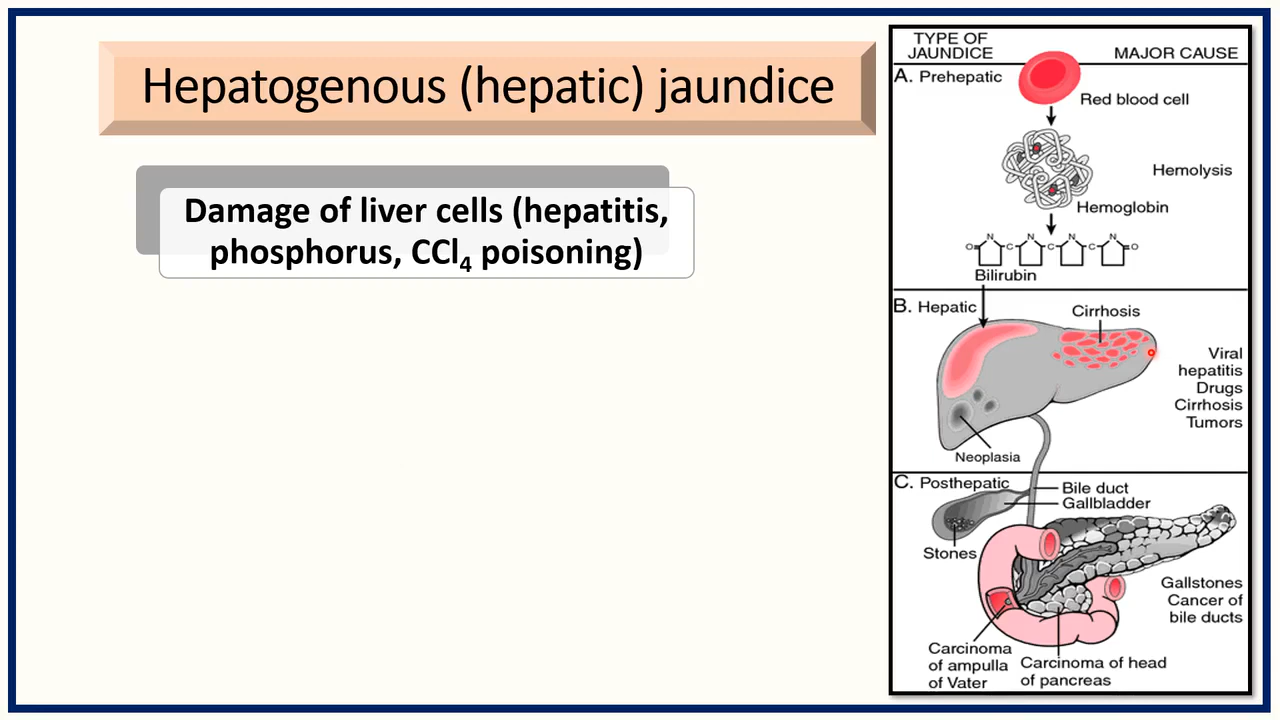 Hepatogenous (hepatic) jaundice
Damage of liver cells (hepatitis,
phosphorus, CCl₄ poisoning)
TYPE OF
JAUNDICE
MAJOR CAUSE
A. Prehepatic
Red blood cell
Hemolysis
Hemoglobin
O N C N C N C N O
Bilirubin
B. Hepatic
Cirrhosis
Viral
hepatitis
Drugs
Cirrhosis
Tumors
Neoplasia
C. Posthepatic
Bile duct
Gallbladder
Stones
Gallstones
Cancer of
bile ducts
Carcinoma
of ampulla
of Vater
Carcinoma of head
of pancreas